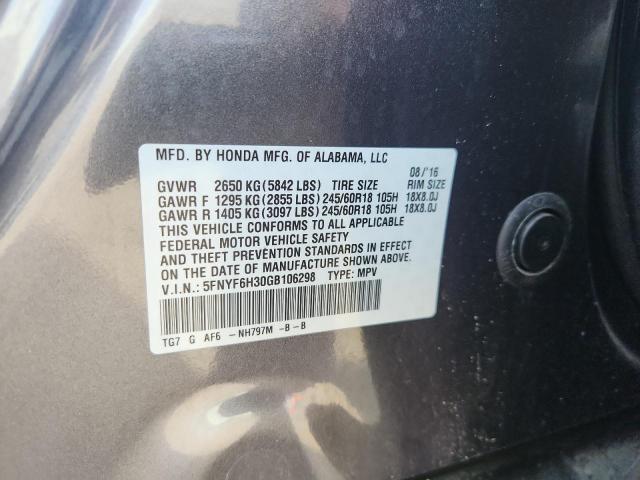 MFD. BY HONDA MFG. OF ALABAMA, LLC 08/'16
GVWR 2650 KG (5842 LBS) TIRE SIZE RIM SIZE
GAWR F 1295 KG (2855 LBS) 245/60R18 105H 18X8.0J
GAWR R 1405 KG (3097 LBS) 245/60R18 105H 18X8.0J
THIS VEHICLE CONFORMS TO ALL APPLICABLE
FEDERAL MOTOR VEHICLE SAFETY
AND THEFT PREVENTION STANDARDS IN EFFECT
ON THE DATE OF MANUFACTURE SHOWN ABOVE.
V.I.N.: 5FNYF6H30GB106298 TYPE: MPV
TG7 G AF6 -NH797M -B-B